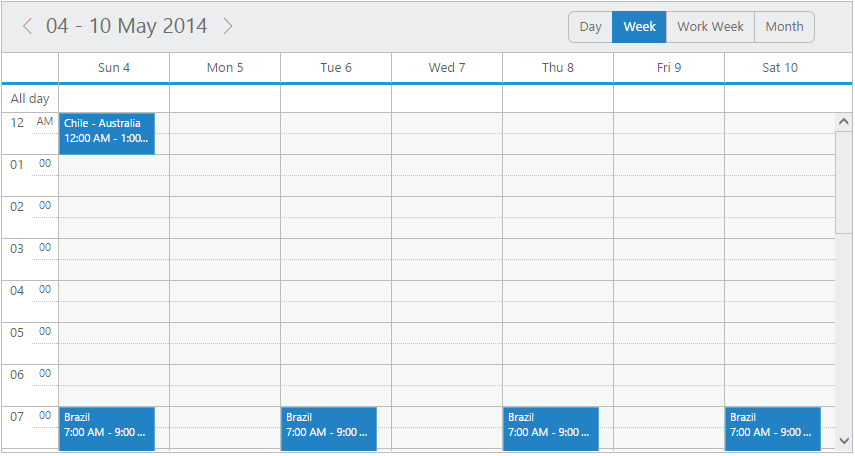 04 - 10 May 2014
Day Week Work Week Month
Sun 4 Mon 5 Tue 6 Wed 7 Thu 8 Fri 9 Sat 10
All day
12 AM
Chile - Australia
12:00 AM - 1:00...
01 00
02 00
03 00
04 00
05 00
06 00
07 00
Brazil Brazil Brazil Brazil
7:00 AM - 9:00 ... 7:00 AM - 9:00 ... 7:00 AM - 9:00 ... 7:00 AM - 9:00 ...